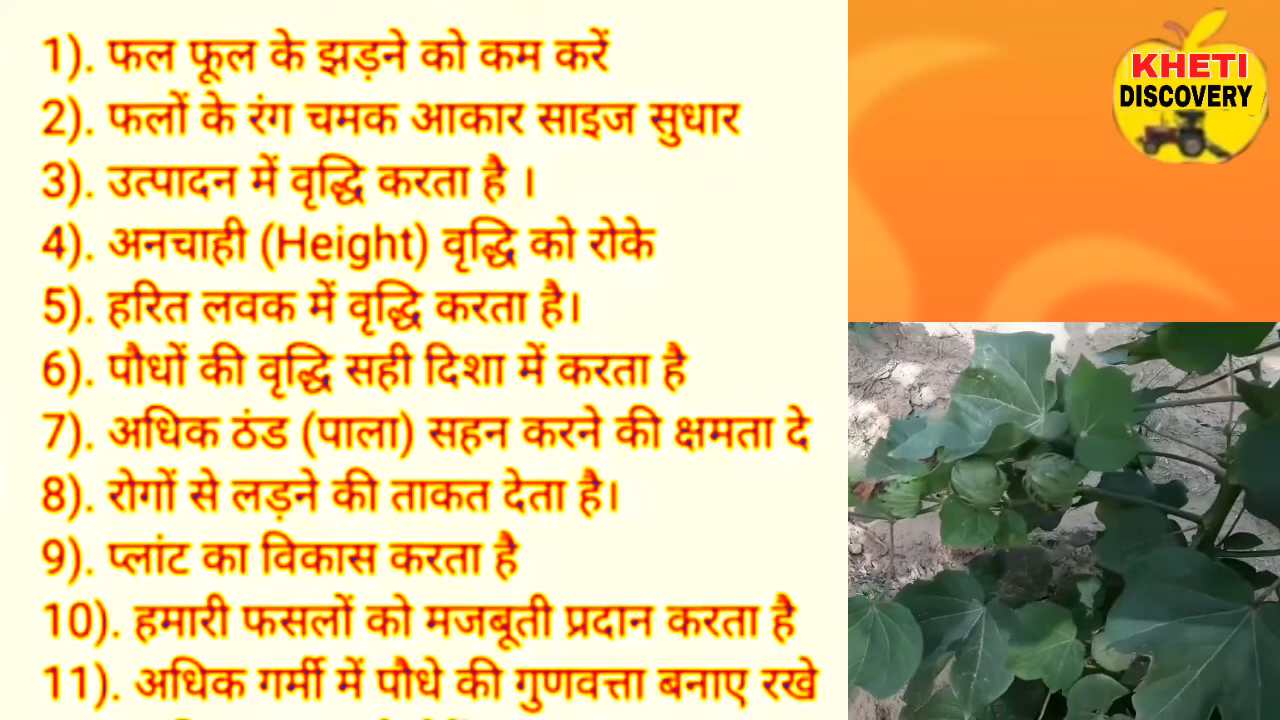 1). फल फूल के झड़ने को कम करें
2). फलों के रंग चमक आकार साइज सुधार
3). उत्पादन में वृद्धि करता है ।
4). अनचाही (Height) वृद्धि को रोके
5). हरित लवक में वृद्धि करता है।
6). पौधों की वृद्धि सही दिशा में करता है
7). अधिक ठंड (पाला) सहन करने की क्षमता दे
8). रोगों से लड़ने की ताकत देता है।
9). प्लांट का विकास करता है
10). हमारी फसलों को मजबूती प्रदान करता है
11). अधिक गर्मी में पौधे की गुणवत्ता बनाए रखे
KHETI
DISCOVERY